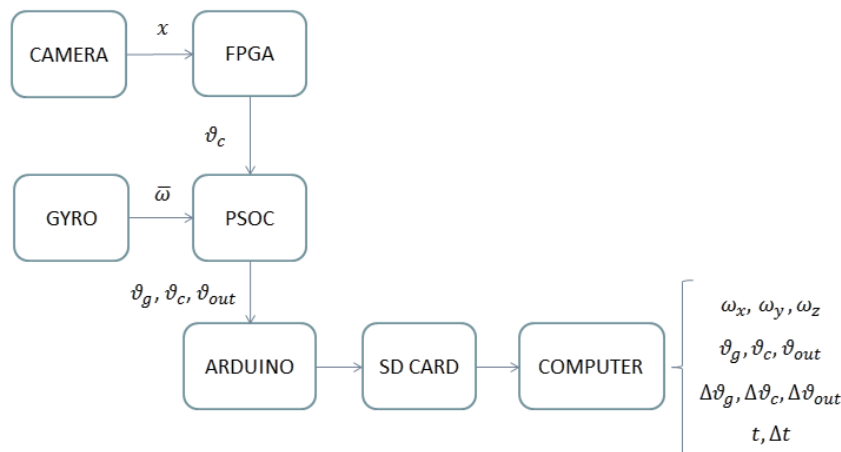 x
CAMERA
FPGA
ϑc
ω̅
GYRO
PSOC
ϑg, ϑc, ϑout
ARDUINO
SD CARD
COMPUTER
ωx, ωy, ωz
ϑg, ϑc, ϑout
Δϑg, Δϑc, Δϑout
t, Δt